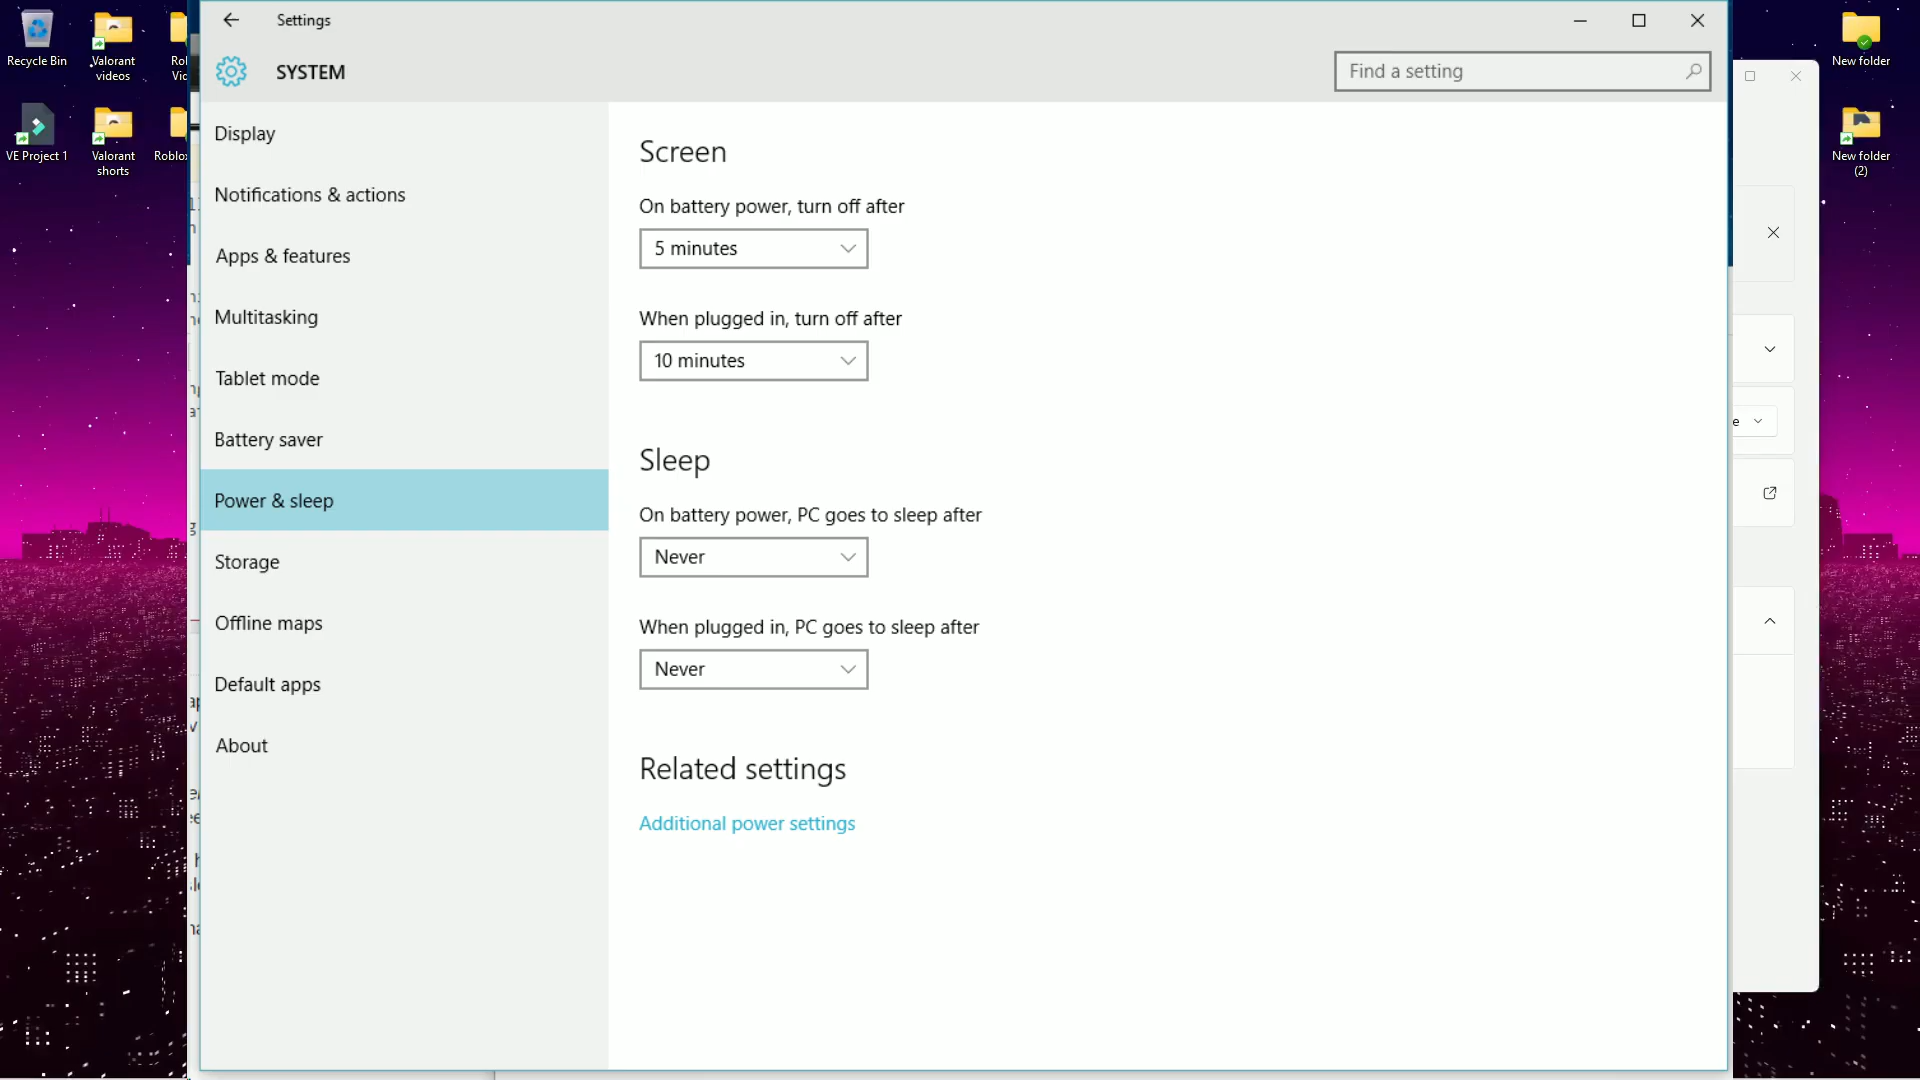 Settings
SYSTEM
Find a setting
Display
Notifications & actions
Apps & features
Multitasking
Tablet mode
Battery saver
Power & sleep
Storage
Offline maps
Default apps
About
Screen
On battery power, turn off after
5 minutes
When plugged in, turn off after
10 minutes
Sleep
On battery power, PC goes to sleep after
Never
When plugged in, PC goes to sleep after
Never
Related settings
Additional power settings
Recycle Bin
Valorant
videos
VE Project 1
Valorant
shorts
Roblox
New folder
New folder
(2)